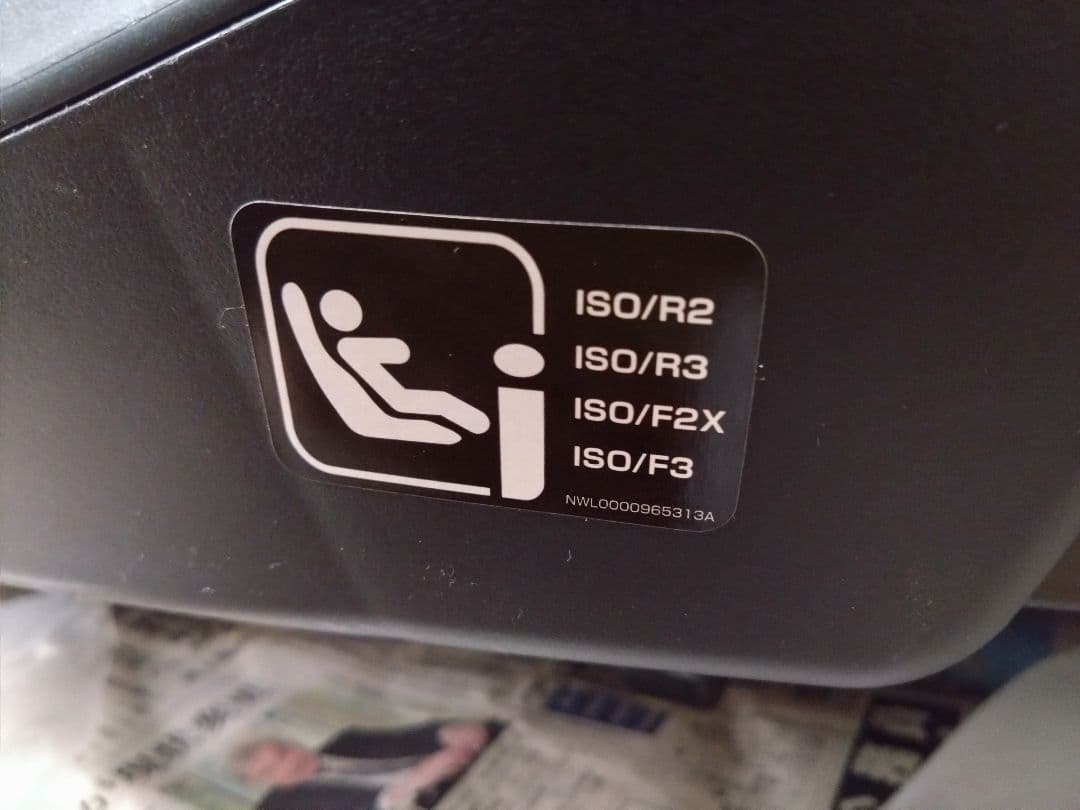 ISO/R2
ISO/R3
ISO/F2X
ISO/F3
NWL0000965313A